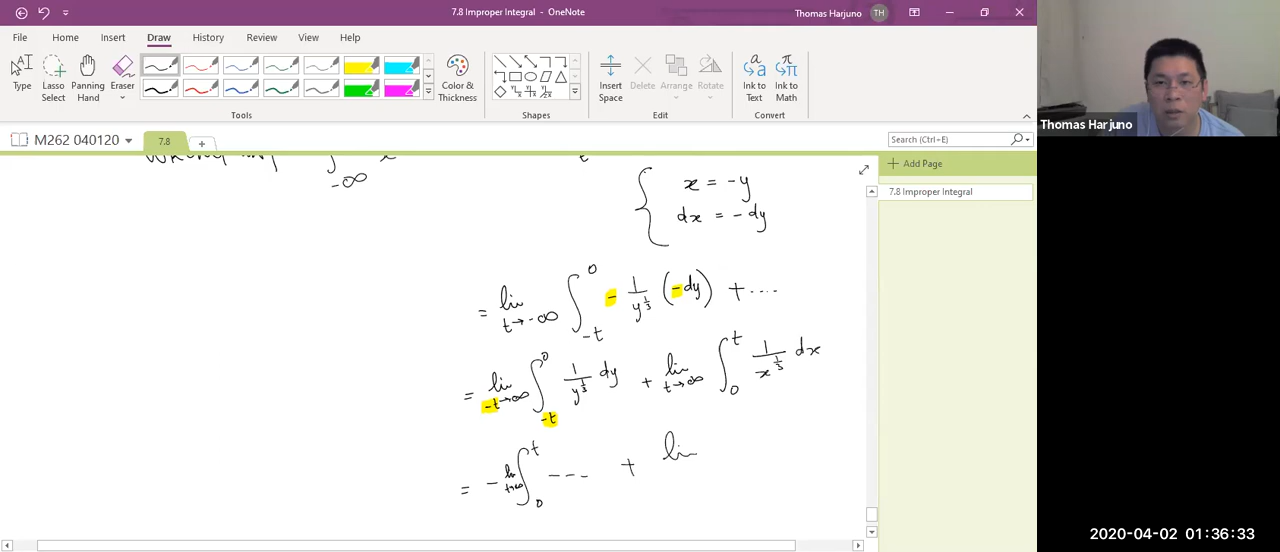 7.8 Improper Integral - OneNote
Thomas Harjuno TH
File Home Insert Draw History Review View Help
Type
Lasso Select
Panning Hand
Eraser
Color & Thickness
Insert Space
Delete
Arrange
Rotate
Ink to Text
Ink to Math
Tools
Shapes
Edit
Convert
M262 040120
7.8
Search (Ctrl+E)
Add Page
7.8 Improper Integral
Thomas Harjuno
-∞
t
{ x = -y
dx = -dy
= lim t→-∞ ∫_{-t}^{0} - 1/y^{1/3} (-dy) + ....
= lim -t→∞ ∫_{-t}^{0} 1/y^{1/3} dy + lim t→∞ ∫_{0}^{t} 1/x^{1/3} dx
= - lim t→∞ ∫_{0}^{t} --- + lim
2020-04-02 01:36:33